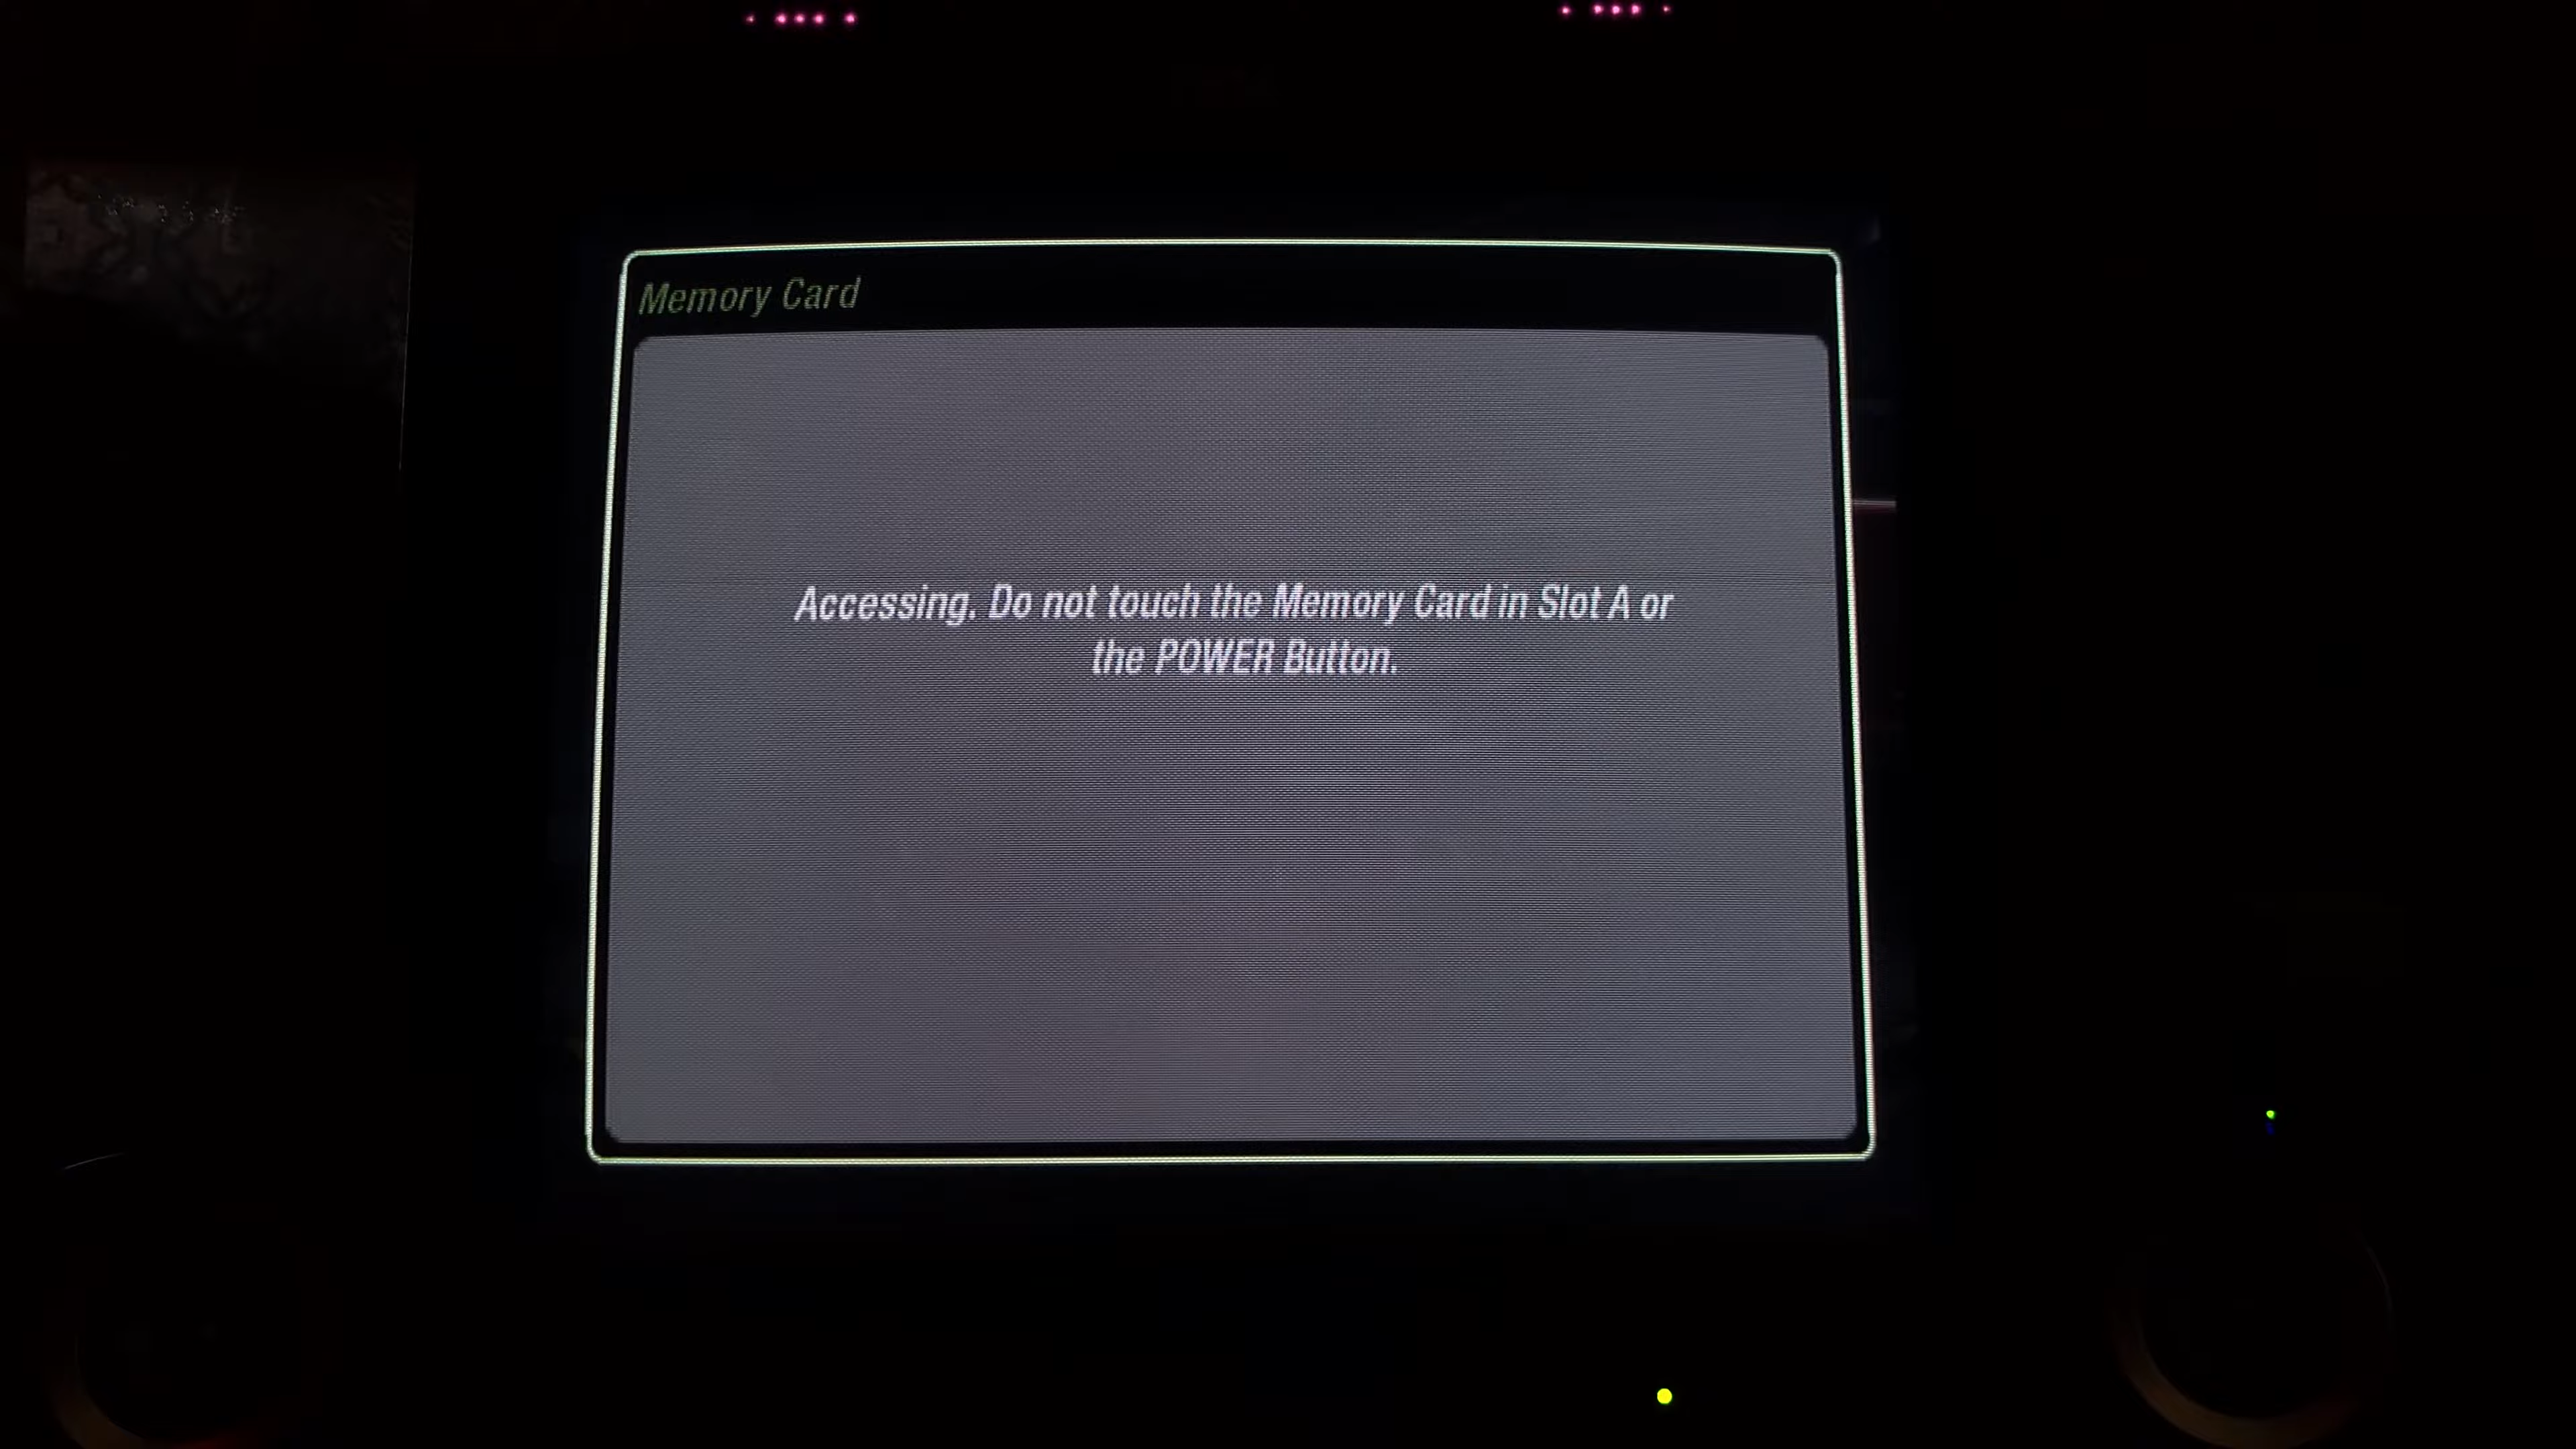 Memory Card
Accessing. Do not touch the Memory Card in Slot A or
the POWER Button.